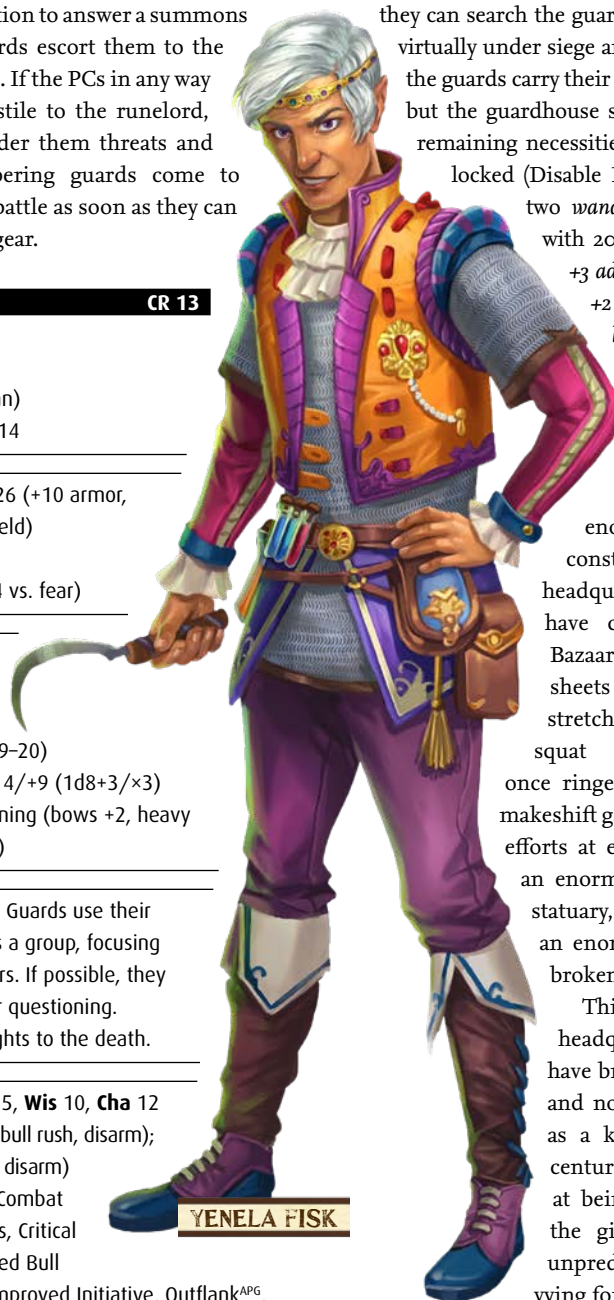 tion to answer a summons
rds escort them to the
. If the PCs in any way
stile to the runelord,
der them threats and
pering guards come to
battle as soon as they can
gear.
CR 13
an)
14
26 (+10 armor,
eld)
4 vs. fear)
9–20)
4/+9 (1d8+3/×3)
ning (bows +2, heavy
)
Guards use their
s a group, focusing
rs. If possible, they
r questioning.
ghts to the death.
5, Wis 10, Cha 12
bull rush, disarm);
disarm)
Combat
s, Critical
ed Bull
mproved Initiative, Outflank^APG
YENELA FISK
they can search the guar
virtually under siege a
the guards carry their
but the guardhouse s
remaining necessitie
locked (Disable
two wand
with 20
+3 ad
+2
enc
const
headqu
have c
Bazaar
sheets
stretch
squat
once ringe
makeshift g
efforts at e
an enorm
statuary,
an enor
broken
Thi
headq
have br
and no
as a k
centur
at bein
the gi
unpred
vying for